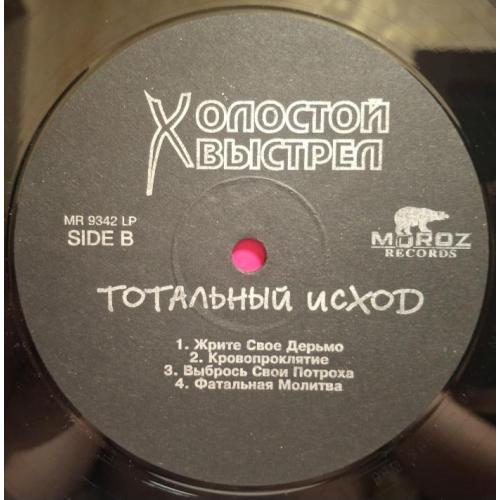 ХОЛОСТОЙ
ВЫСТРЕЛ
MR 9342 LP
SIDE B
MOROZ
RECORDS
ТОТАЛЬНЫЙ ИСХОД
1. Жрите Свое Дерьмо
2. Кровопроклятие
3. Выбрось Свои Потроха
4. Фатальная Молитва